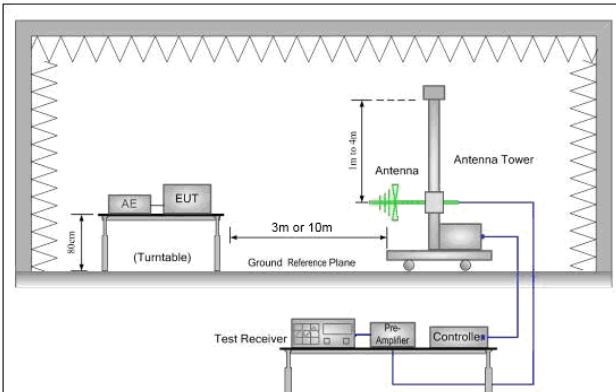 1m to 4m
Antenna
Antenna Tower
AE
EUT
80cm
(Turntable)
3m or 10m
Ground Reference Plane
Test Receiver
Pre-
Amplifier
Controlle